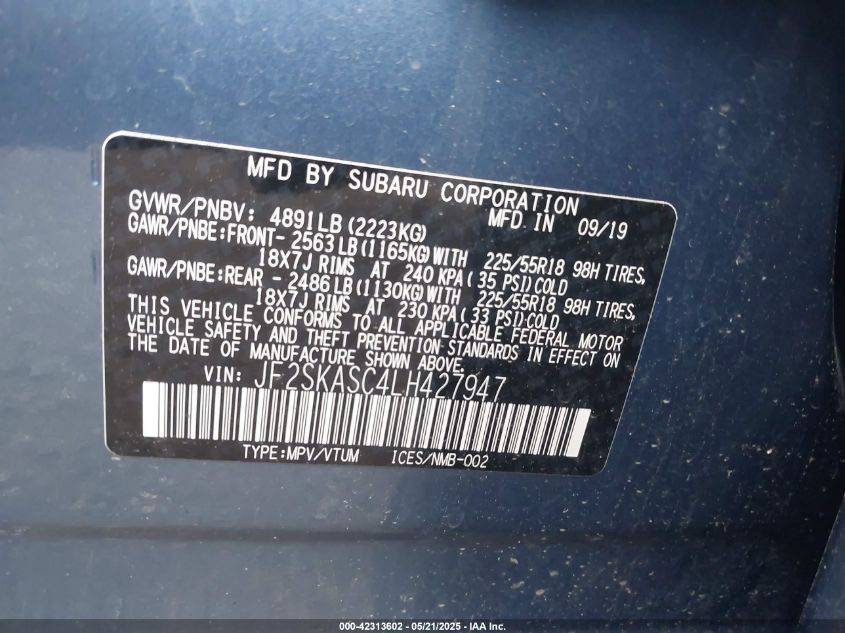 MFD BY SUBARU CORPORATION
GVWR/PNBV: 4891LB(2223KG) MFD IN 09/19
GAWR/PNBE:FRONT- 2563LB(1165KG)WITH 225/55R18 98H TIRES,
18X7J RIMS AT 240 KPA( 35 PSI)COLD
GAWR/PNBE:REAR - 2486LB(1130KG)WITH 225/55R18 98H TIRES,
18X7J RIMS AT 230 KPA( 33 PSI)COLD
THIS VEHICLE CONFORMS TO ALL APPLICABLE FEDERAL MOTOR
VEHICLE SAFETY AND THEFT PREVENTION STANDARDS IN EFFECT ON
THE DATE OF MANUFACTURE SHOWN ABOVE.
VIN: JF2SKASC4LH427947
TYPE:MPV/VTUM ICES/NMB-002
000-42313602 - 05/21/2025 - IAA Inc.